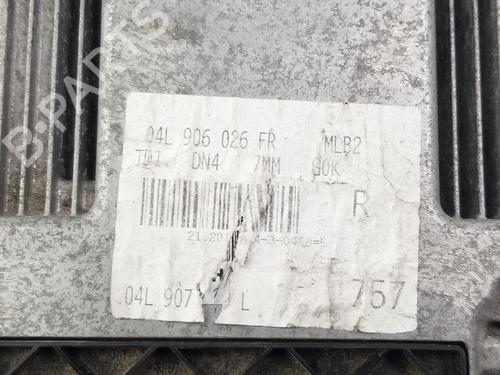 B-PARTS
04L 906 026 FR MLB2
TDI DN4 7MM G0K
R
04L 907 L 757